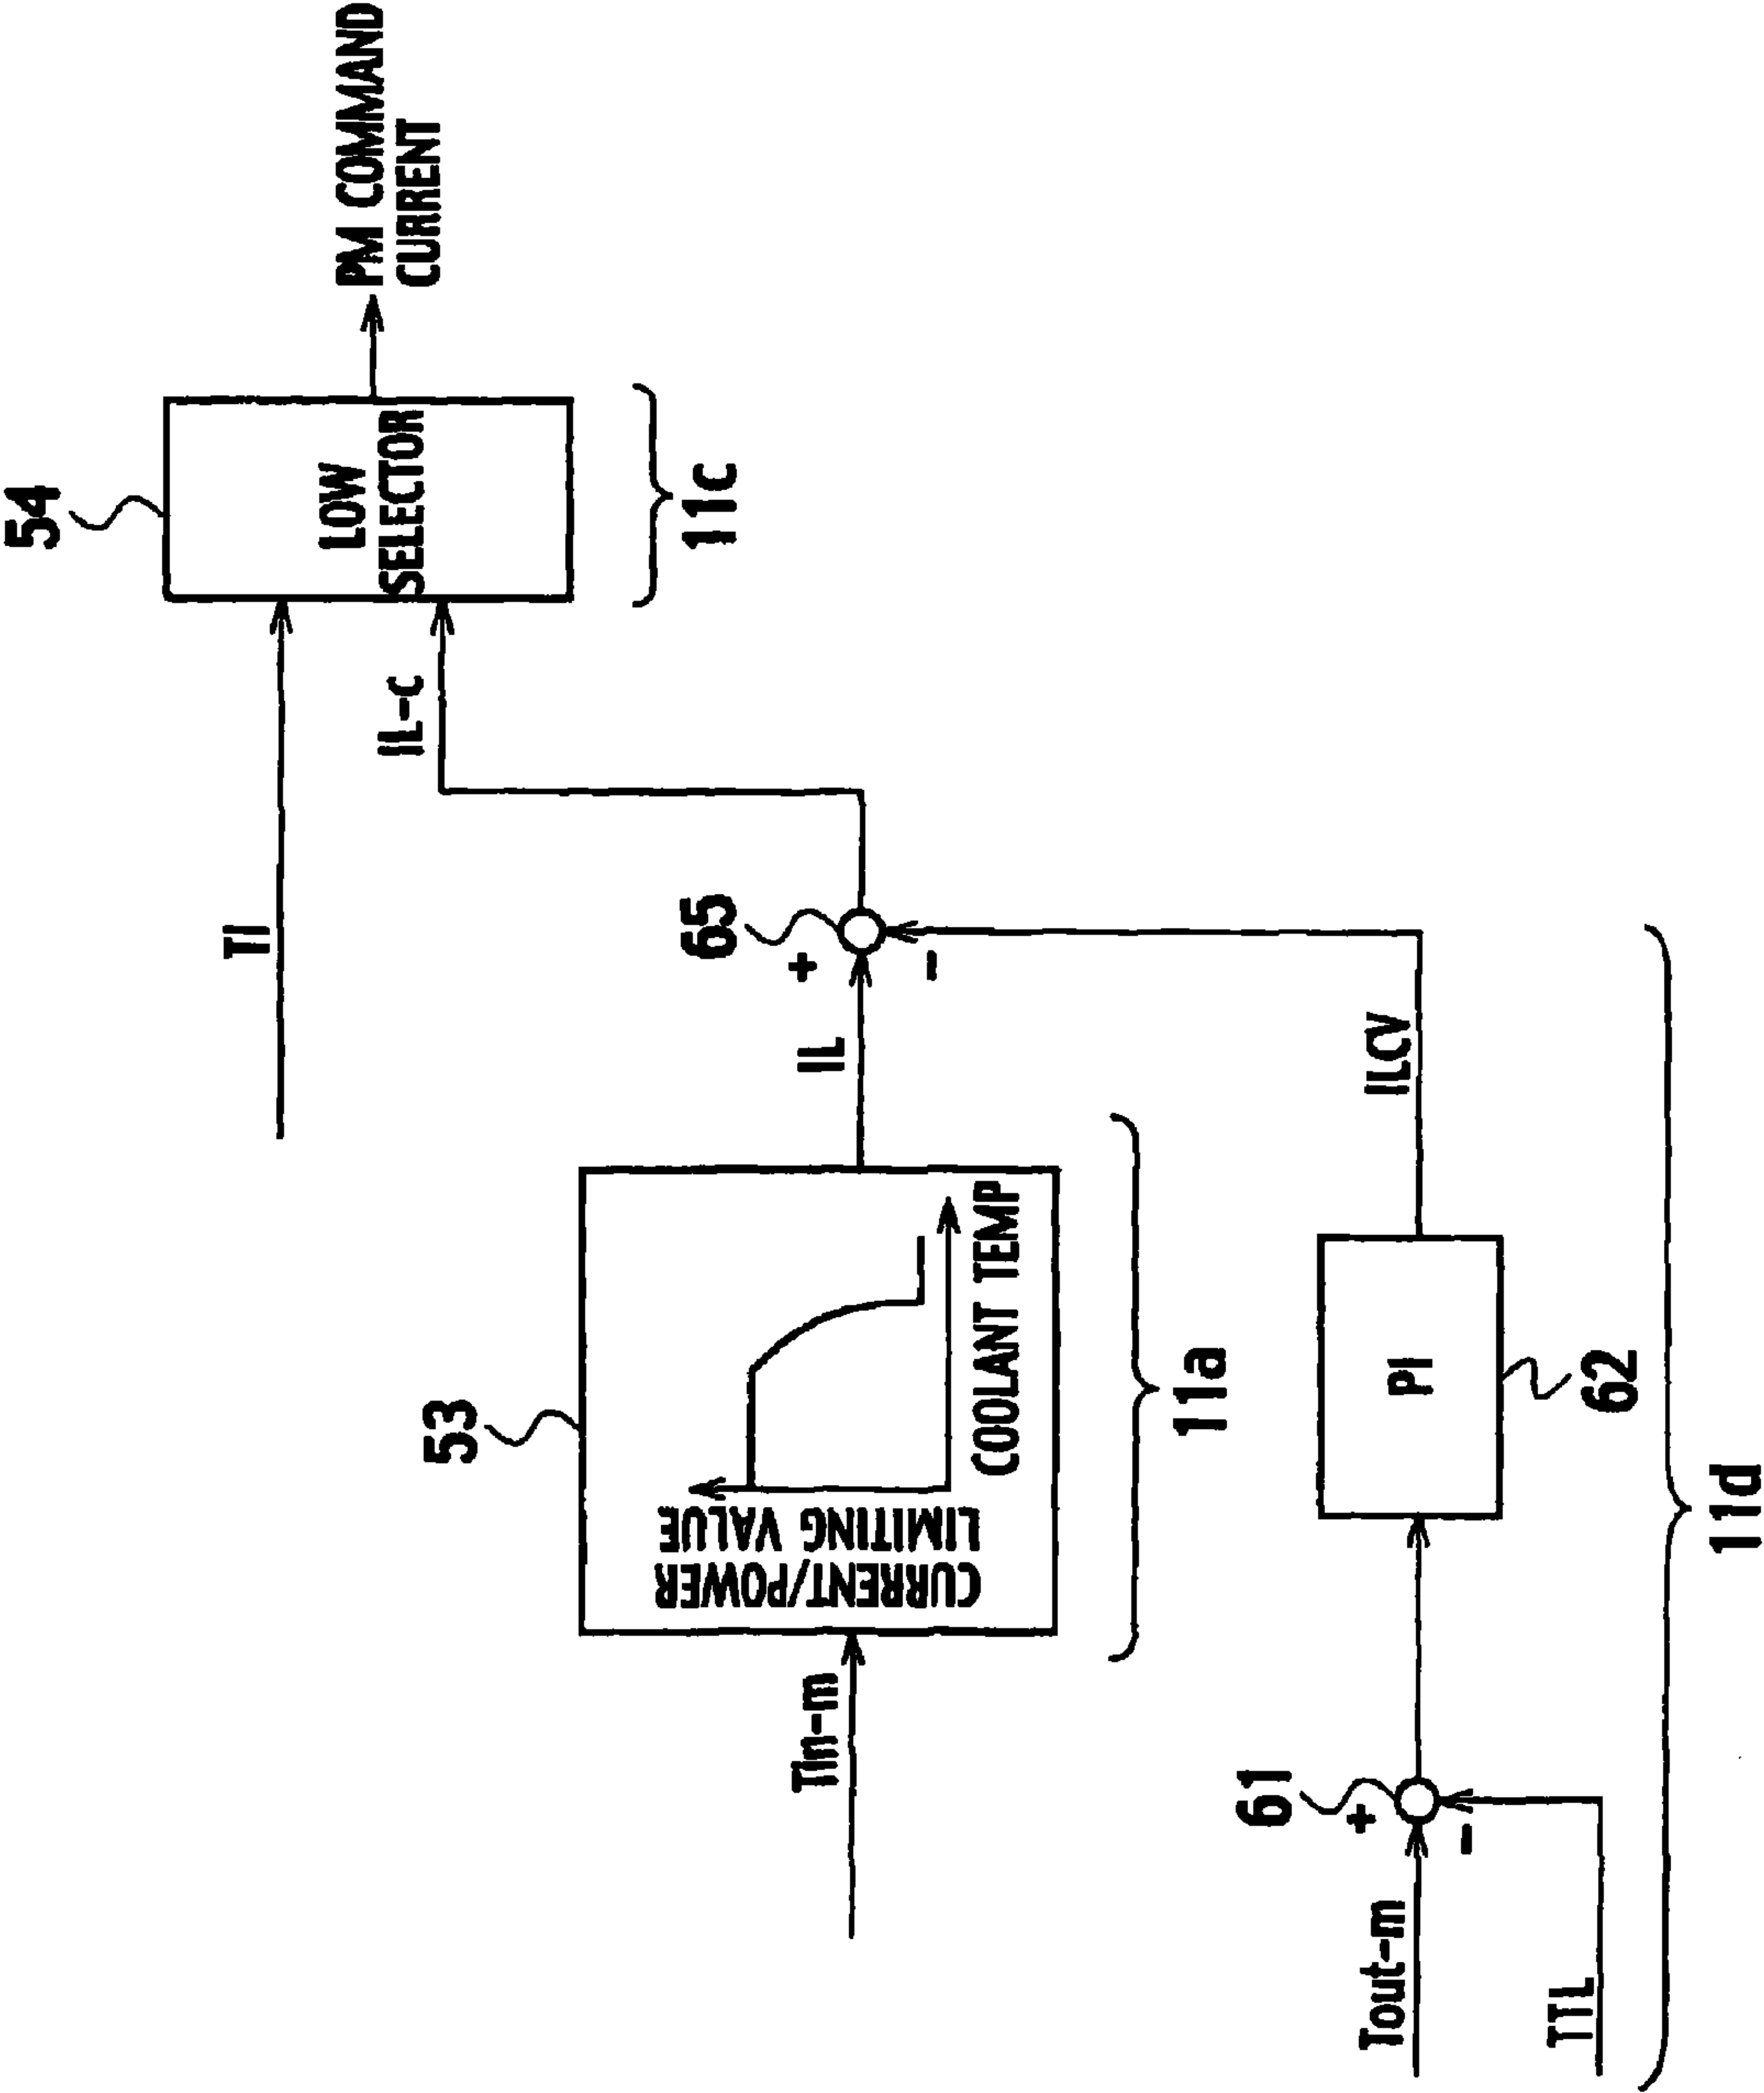 54
TI
LOW
SELECTOR
PM COMMAND
CURRENT
IL-c
11c
53
65
Tin-m
CURRENT/POWER
LIMITING VALUE
COOLANT TEMP
IL
+
-
11a
61
+
-
Tout-m
TTL
PI
ILCV
62
11d